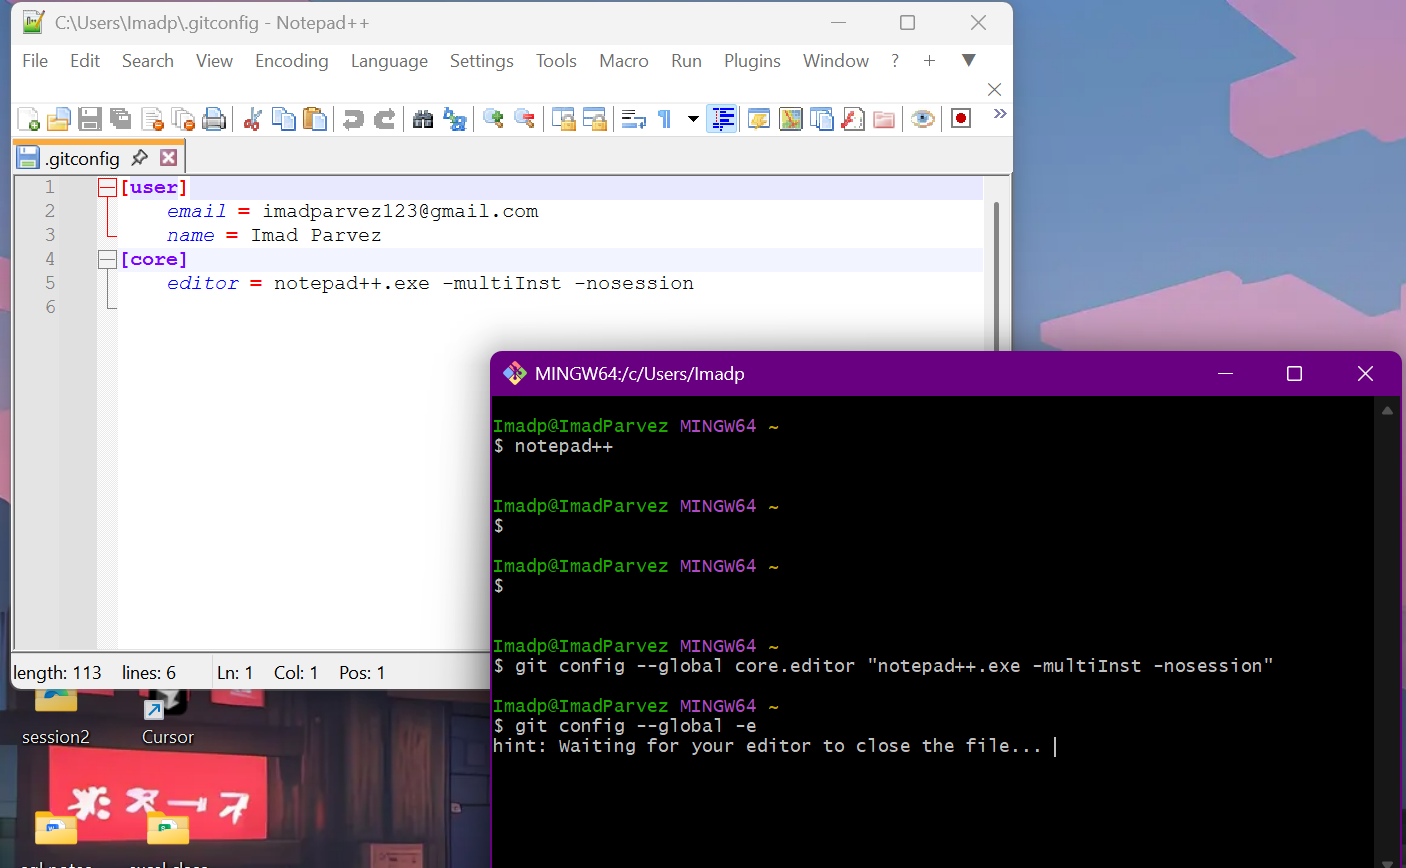 C:\Users\Imadp\.gitconfig - Notepad++
File Edit Search View Encoding Language Settings Tools Macro Run Plugins Window ? + ▼
.gitconfig
1 [user]
2 email = imadparvez123@gmail.com
3 name = Imad Parvez
4 [core]
5 editor = notepad++.exe -multiInst -nosession
6
length: 113 lines: 6 Ln: 1 Col: 1 Pos: 1
MINGW64:/c/Users/Imadp
Imadp@ImadParvez MINGW64 ~
$ notepad++
Imadp@ImadParvez MINGW64 ~
$
Imadp@ImadParvez MINGW64 ~
$
Imadp@ImadParvez MINGW64 ~
$ git config --global core.editor "notepad++.exe -multiInst -nosession"
Imadp@ImadParvez MINGW64 ~
$ git config --global -e
hint: Waiting for your editor to close the file...
session2 Cursor